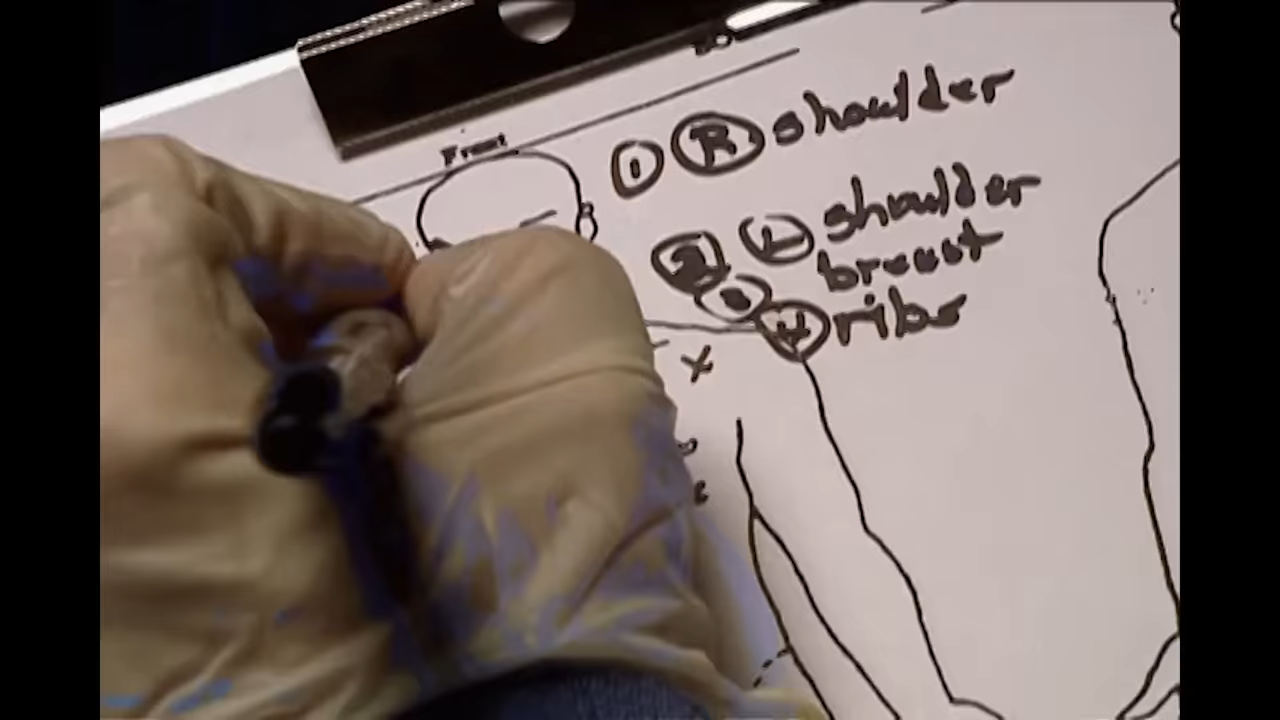 Front
① Ⓡ shoulder
② Ⓛ shoulder
③ breast
④ ribs
X